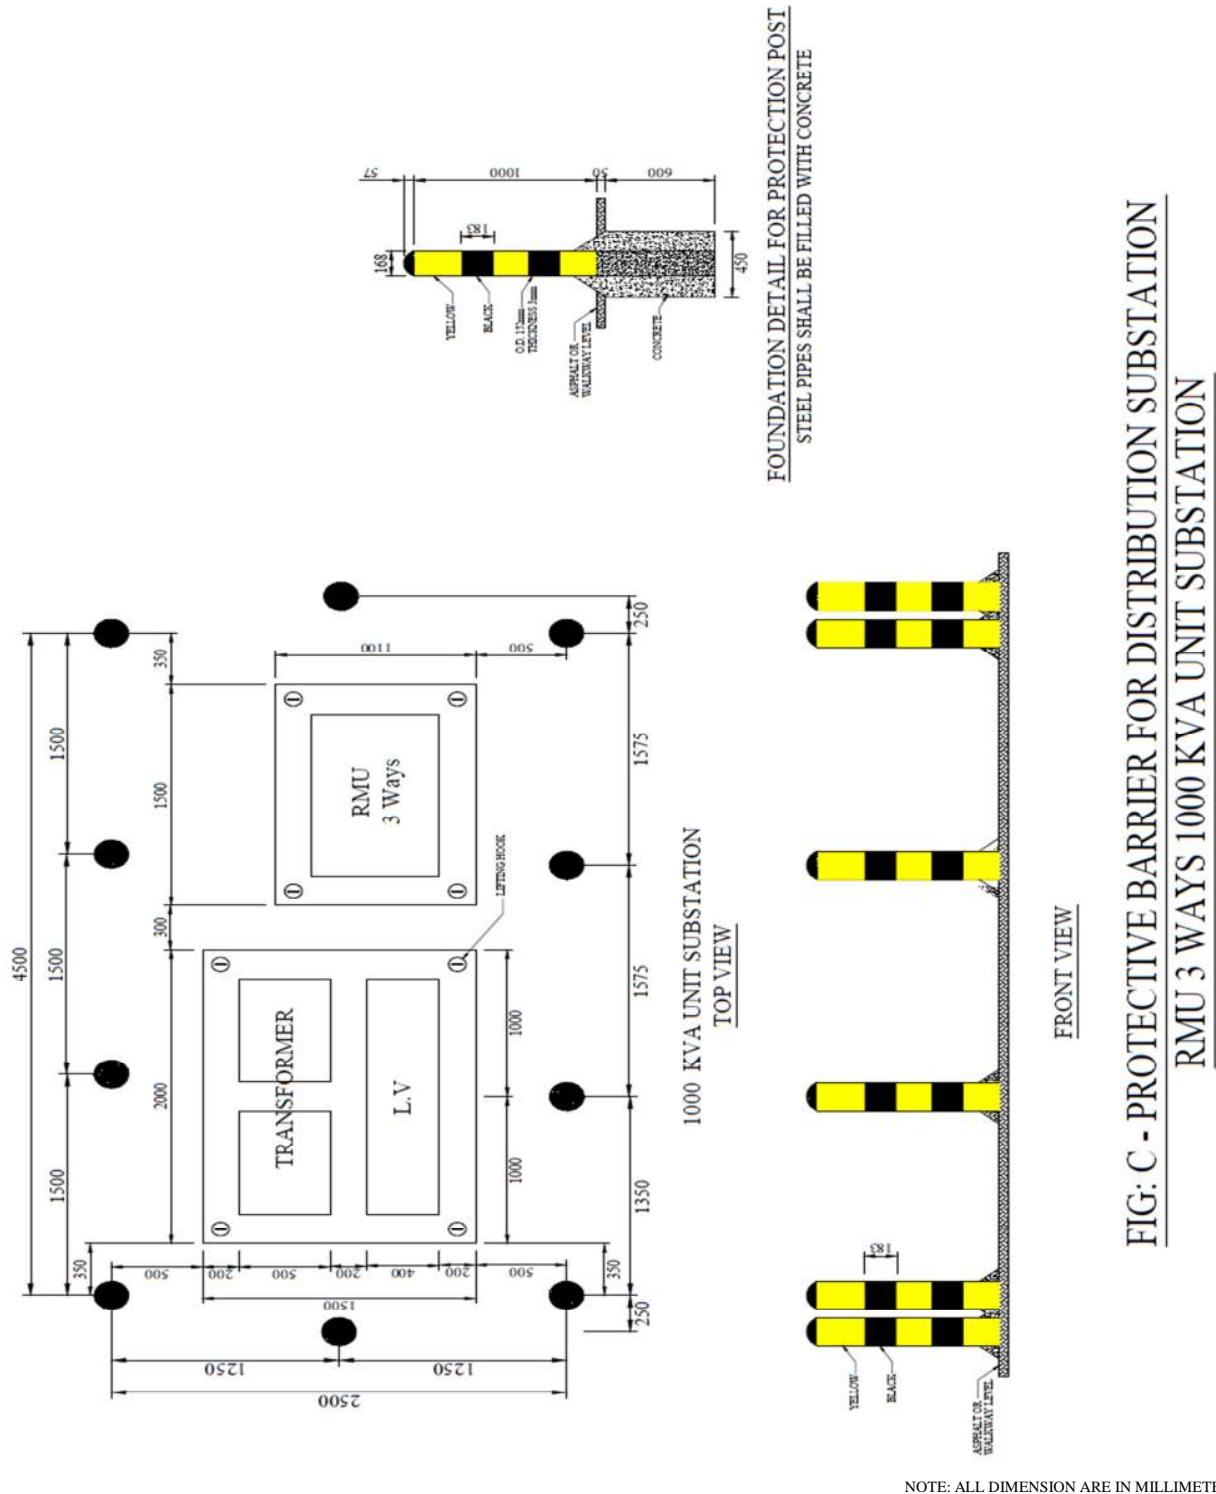 4500
1500
1500
1500
350
2000
300
1500
350
500
200
500
200
400
200
500
1500
1250
1250
2500
TRANSFORMER
L.V
RMU
3 Ways
1100
500
LIFTING HOOK
1000
1000
350
250
1350
1575
1575
250
1000 KVA UNIT SUBSTATION
TOP VIEW
57
1000
50
600
168
183
450
YELLOW
BLACK
THICKNESS 3mm
ASPHALT OR
WALKWAY LEVEL
CONCRETE
FOUNDATION DETAIL FOR PROTECTION POST
STEEL PIPES SHALL BE FILLED WITH CONCRETE
183
YELLOW
BLACK
ASPHALT OR
WALKWAY LEVEL
FRONT VIEW
FIG: C - PROTECTIVE BARRIER FOR DISTRIBUTION SUBSTATION
RMU 3 WAYS 1000 KVA UNIT SUBSTATION
NOTE: ALL DIMENSION ARE IN MILLIMETE